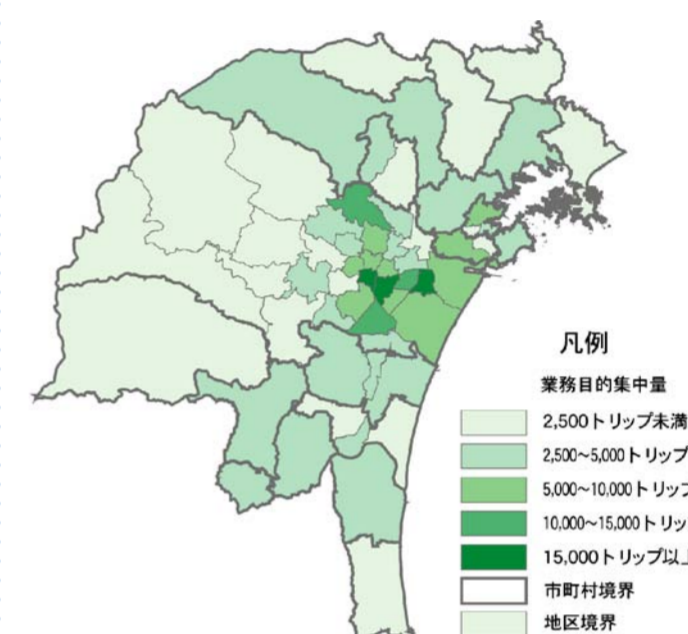 凡例
業務目的集中量
2,500トリップ未満
2,500~5,000トリップ
5,000~10,000トリップ
10,000~15,000トリッ
15,000トリップ以上
市町村境界
地区境界